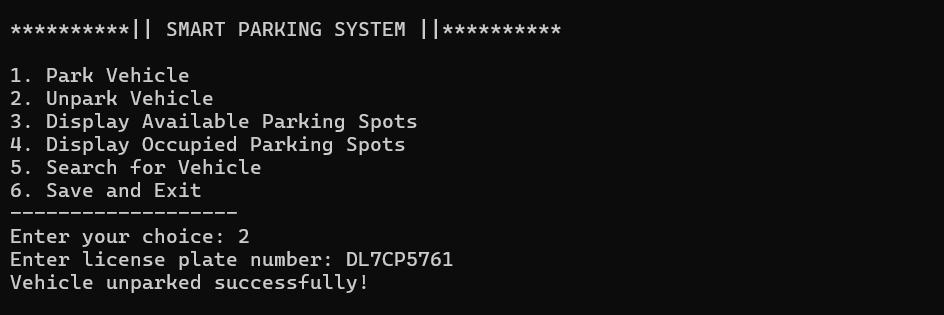 **********|| SMART PARKING SYSTEM ||**********
1. Park Vehicle
2. Unpark Vehicle
3. Display Available Parking Spots
4. Display Occupied Parking Spots
5. Search for Vehicle
6. Save and Exit
-------------------
Enter your choice: 2
Enter license plate number: DL7CP5761
Vehicle unparked successfully!